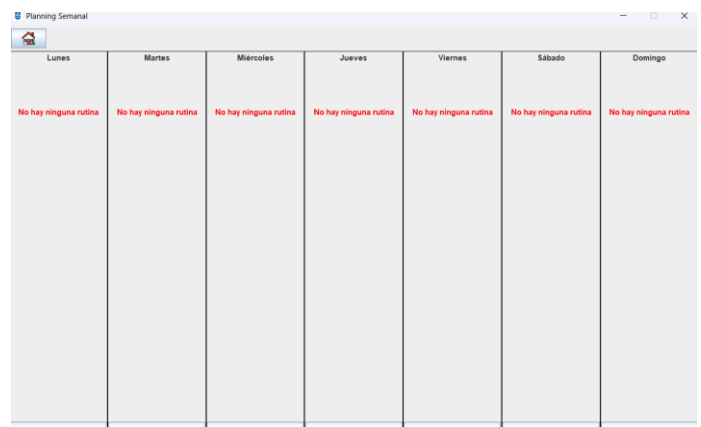 Planning Semanal
Lunes Martes Miércoles Jueves Viernes Sábado Domingo
No hay ninguna rutina No hay ninguna rutina No hay ninguna rutina No hay ninguna rutina No hay ninguna rutina No hay ninguna rutina No hay ninguna rutina